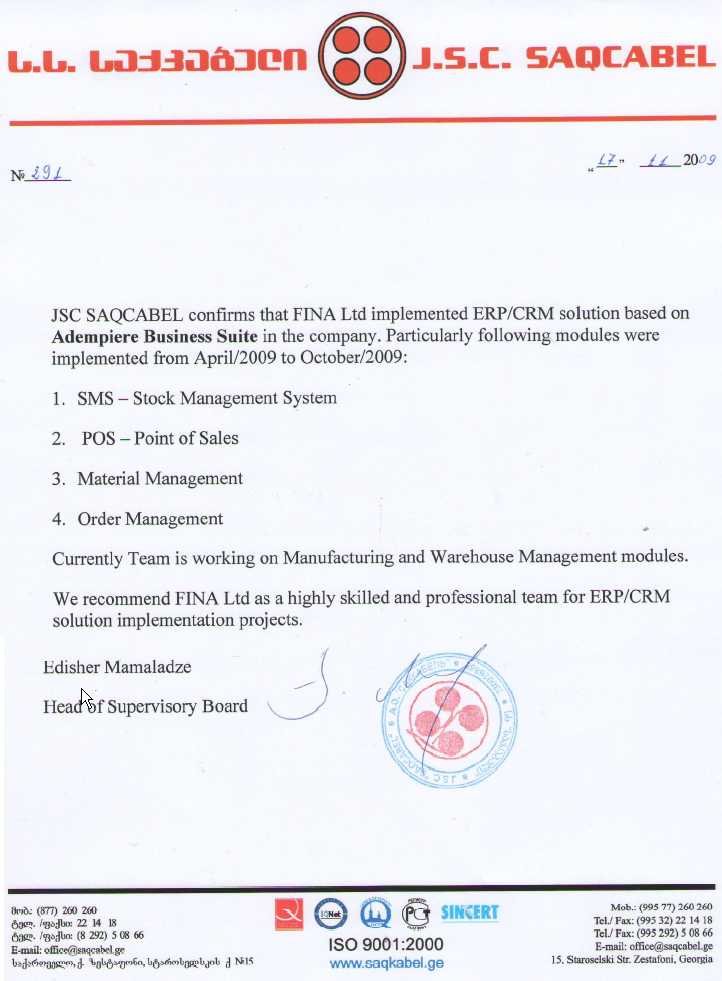 ს.ს. საქკაბელი J.S.C. SAQCABEL
№ 291
“17” 11 2009
JSC SAQCABEL confirms that FINA Ltd implemented ERP/CRM solution based on
Adempiere Business Suite in the company. Particularly following modules were
implemented from April/2009 to October/2009:
1. SMS – Stock Management System
2. POS – Point of Sales
3. Material Management
4. Order Management
Currently Team is working on Manufacturing and Warehouse Management modules.
We recommend FINA Ltd as a highly skilled and professional team for ERP/CRM
solution implementation projects.
Edisher Mamaladze
Head of Supervisory Board
J.S.C "SAQCABEL"
მობ: (877) 260 260
ტელ. /ფაქსი: 22 14 18
ტელ. /ფაქსი: (8 292) 5 08 66
E-mail: office@saqcabel.ge
საქართველო, ქ. ზესტაფონი, სტაროსელსკის ქ №15
IQNet
РСТ
SINCERT
ISO 9001:2000
www.saqkabel.ge
Mob.: (995 77) 260 260
Tel./ Fax: (995 32) 22 14 18
Tel./ Fax: (995 292) 5 08 66
E-mail: office@saqcabel.ge
15, Staroselski Str. Zestafoni, Georgia